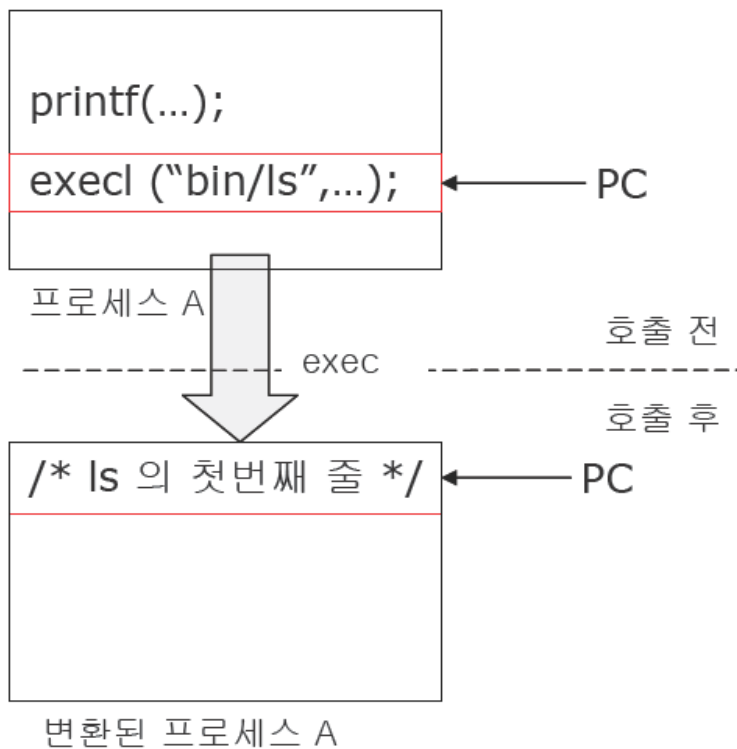 printf(…);
execl (“bin/ls”,…);
PC
프로세스 A
호출 전
exec
호출 후
/* ls 의 첫번째 줄 */
PC
변환된 프로세스 A